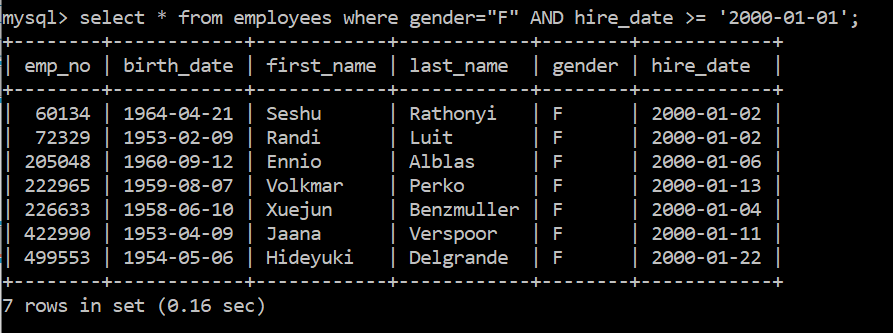 mysql> select * from employees where gender="F" AND hire_date >= '2000-01-01';
+--------+------------+------------+------------+--------+------------+
| emp_no | birth_date | first_name | last_name  | gender | hire_date  |
+--------+------------+------------+------------+--------+------------+
|  60134 | 1964-04-21 | Seshu      | Rathonyi   | F      | 2000-01-02 |
|  72329 | 1953-02-09 | Randi      | Luit       | F      | 2000-01-02 |
| 205048 | 1960-09-12 | Ennio      | Alblas     | F      | 2000-01-06 |
| 222965 | 1959-08-07 | Volkmar    | Perko      | F      | 2000-01-13 |
| 226633 | 1958-06-10 | Xuejun     | Benzmuller | F      | 2000-01-04 |
| 422990 | 1953-04-09 | Jaana      | Verspoor   | F      | 2000-01-11 |
| 499553 | 1954-05-06 | Hideyuki   | Delgrande  | F      | 2000-01-22 |
+--------+------------+------------+------------+--------+------------+
7 rows in set (0.16 sec)